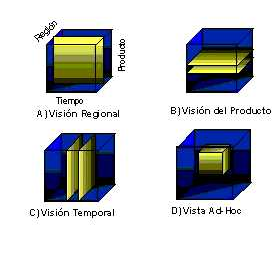 Región
Producto
Tiempo
A)Visión Regional
B)Visión del Producto
C)Visión Temporal
D)Vista Ad-Hoc